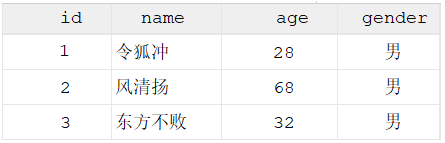 id name age gender
1 令狐冲 28 男
2 风清扬 68 男
3 东方不败 32 男